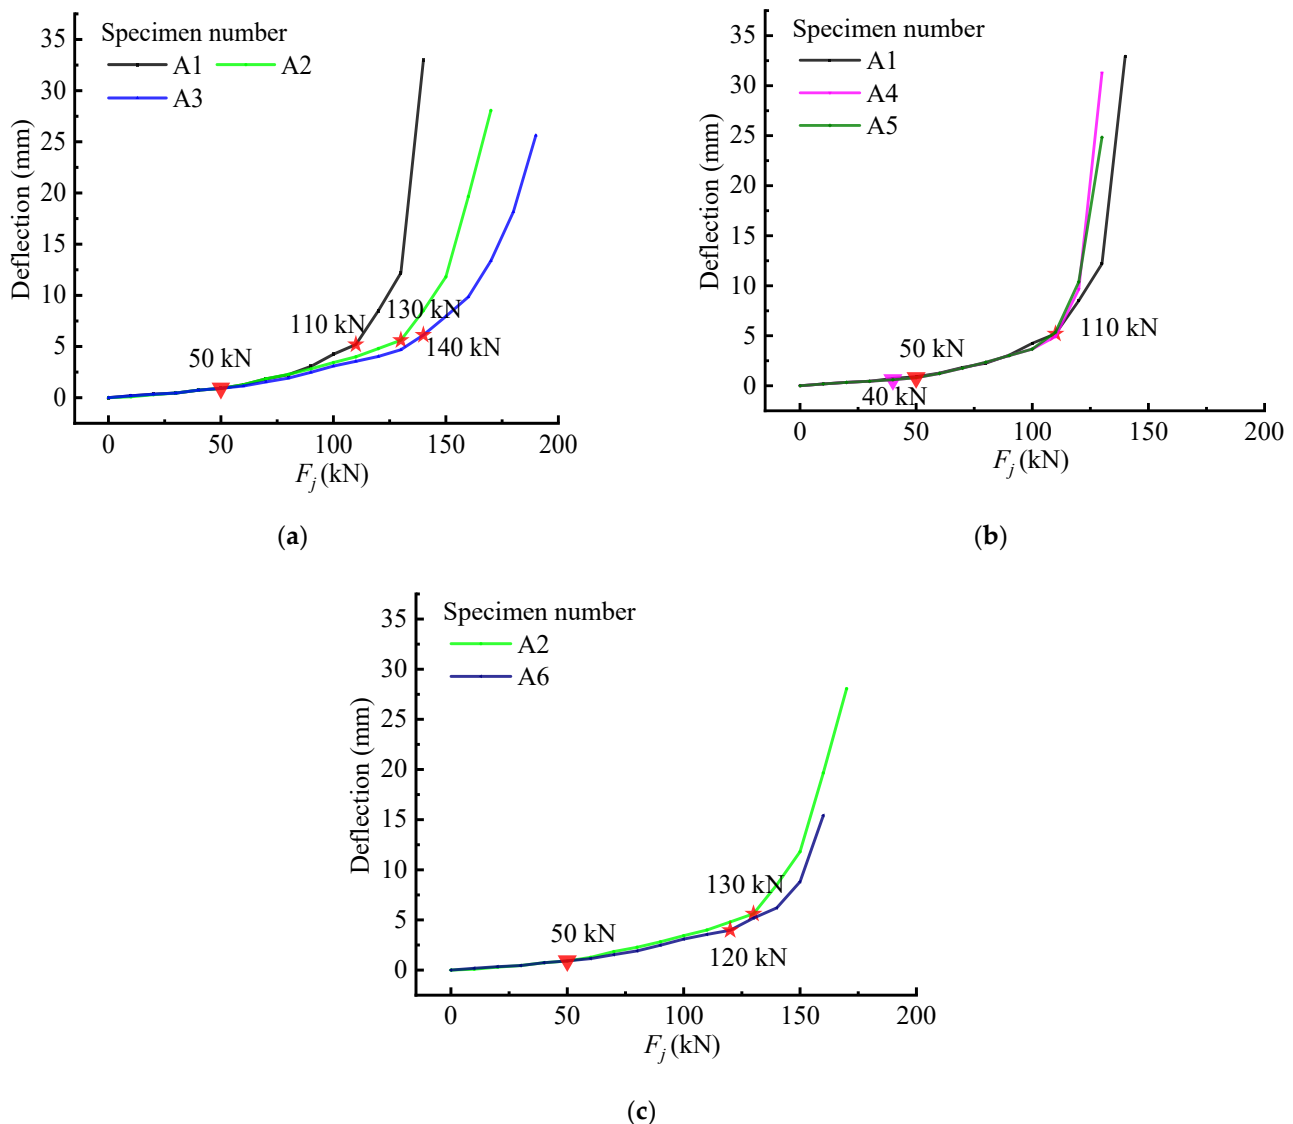 Specimen number
A1 A2
A3
35
30
25
20
15
10
5
0
Deflection (mm)
110 kN
130 kN
140 kN
50 kN
0 50 100 150 200
Fj (kN)
(a)
Specimen number
A1
A4
A5
35
30
25
20
15
10
5
0
Deflection (mm)
110 kN
50 kN
40 kN
0 50 100 150 200
Fj (kN)
(b)
Specimen number
A2
A6
35
30
25
20
15
10
5
0
Deflection (mm)
130 kN
50 kN
120 kN
0 50 100 150 200
Fj (kN)
(c)